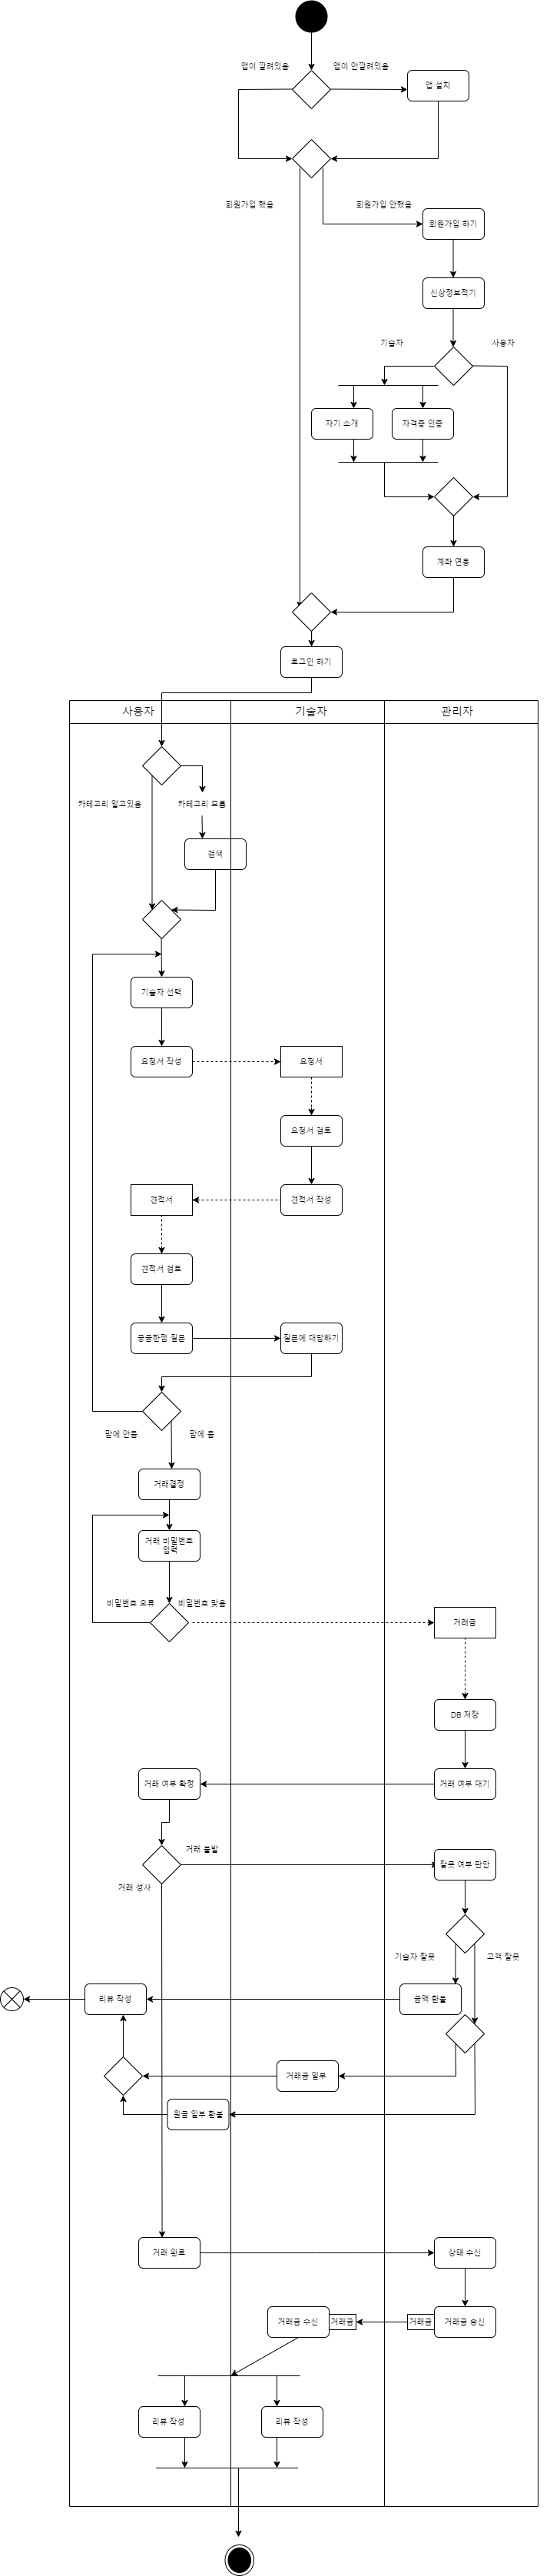 앱이 깔려있음
앱이 안깔려있음
앱 설치
회원가입 했음
회원가입 안했음
회원가입 하기
신상정보적기
기술자
사용자
자기 소개
자격증 인증
계좌 연동
로그인 하기
사용자
기술자
관리자
카테고리 알고있음
카테고리 모름
검색
기술자 선택
요청서 작성
요청서
요청서 검토
견적서
견적서 작성
견적서 검토
궁굼한점 질문
질문에 대답하기
맘에 안듬
맘에 듬
거래결정
거래 비밀번호
입력
비밀번호 오류
비밀번호 맞음
거래금
DB 저장
거래 여부 확정
거래 여부 대기
거래 불발
거래 성사
잘못 여부 판단
기술자 잘못
고객 잘못
리뷰 작성
금액 환불
거래금 일부
원금 일부 환불
거래 완료
상태 수신
거래금 수신
거래금
거래금
거래금 송신
리뷰 작성
리뷰 작성